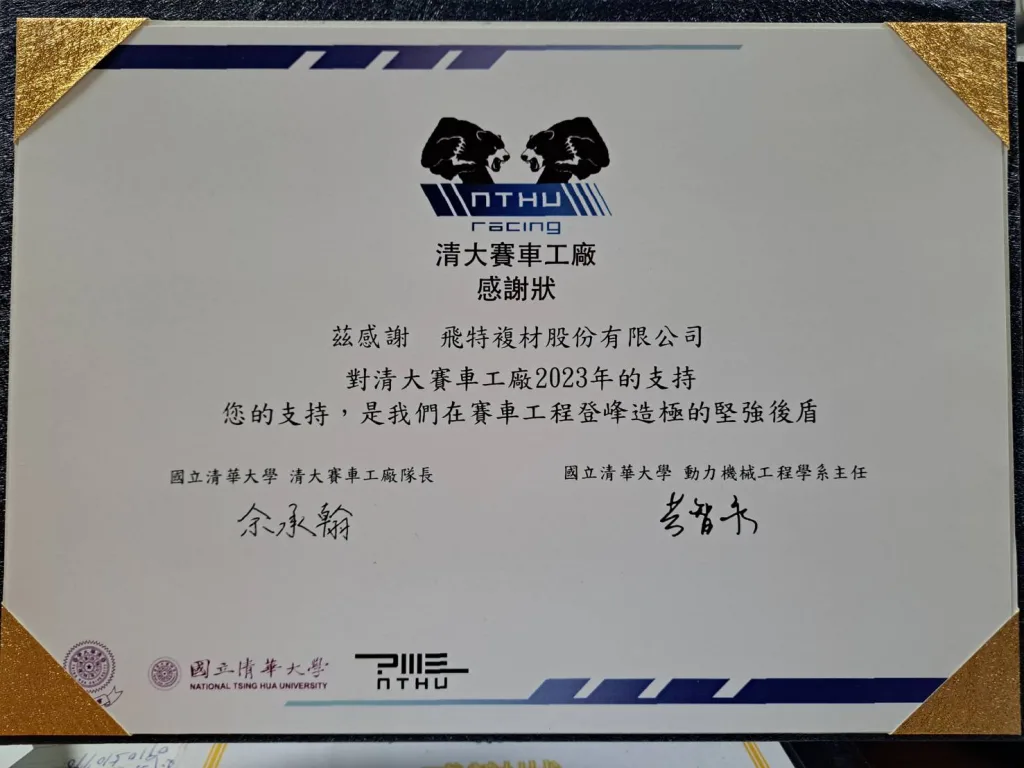 NTHU
racing
清大賽車工廠
感謝狀
茲感謝 飛特複材股份有限公司
對清大賽車工廠2023年的支持
您的支持，是我們在賽車工程登峰造極的堅強後盾
國立清華大學 清大賽車工廠隊長
國立清華大學 動力機械工程學系主任
余承翰
國立清華大學
NATIONAL TSING HUA UNIVERSITY
PME
NTHU